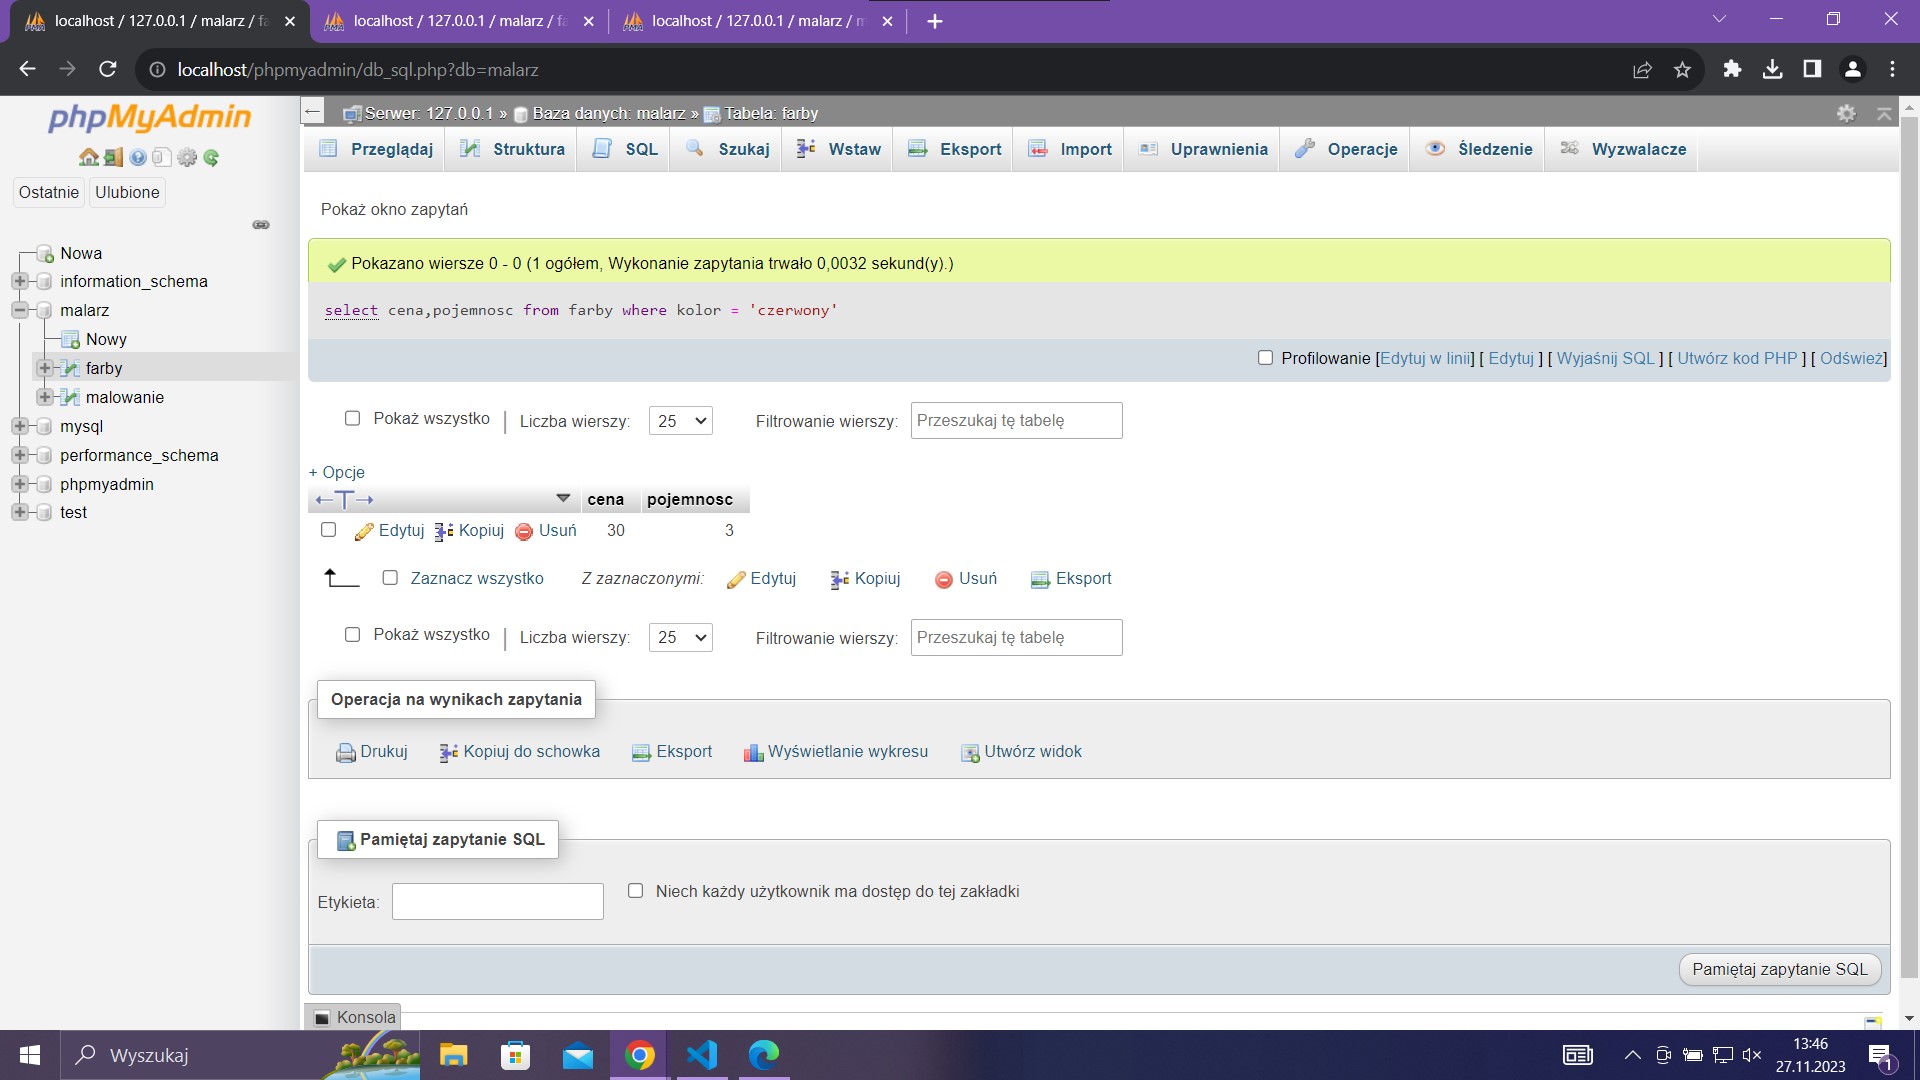 localhost / 127.0.0.1 / malarz / fa
localhost / 127.0.0.1 / malarz / fa
localhost / 127.0.0.1 / malarz / m
localhost/phpmyadmin/db_sql.php?db=malarz
phpMyAdmin
Ostatnie Ulubione
Nowa
information_schema
malarz
Nowy
farby
malowanie
mysql
performance_schema
phpmyadmin
test
Serwer: 127.0.0.1 » Baza danych: malarz » Tabela: farby
Przeglądaj Struktura SQL Szukaj Wstaw Eksport Import Uprawnienia Operacje Śledzenie Wyzwalacze
Pokaż okno zapytań
Pokazano wiersze 0 - 0 (1 ogółem, Wykonanie zapytania trwało 0,0032 sekund(y).)
select cena,pojemnosc from farby where kolor = 'czerwony'
Profilowanie [Edytuj w linii] [ Edytuj ] [ Wyjaśnij SQL ] [ Utwórz kod PHP ] [ Odśwież]
Pokaż wszystko | Liczba wierszy: 25 Filtrowanie wierszy: Przeszukaj tę tabelę
+ Opcje
←T→ cena pojemnosc
Edytuj Kopiuj Usuń 30 3
Zaznacz wszystko Z zaznaczonymi: Edytuj Kopiuj Usuń Eksport
Pokaż wszystko | Liczba wierszy: 25 Filtrowanie wierszy: Przeszukaj tę tabelę
Operacja na wynikach zapytania
Drukuj Kopiuj do schowka Eksport Wyświetlanie wykresu Utwórz widok
Pamiętaj zapytanie SQL
Etykieta: Niech każdy użytkownik ma dostęp do tej zakładki
Pamiętaj zapytanie SQL
Konsola
Wyszukaj
13:46
27.11.2023
1